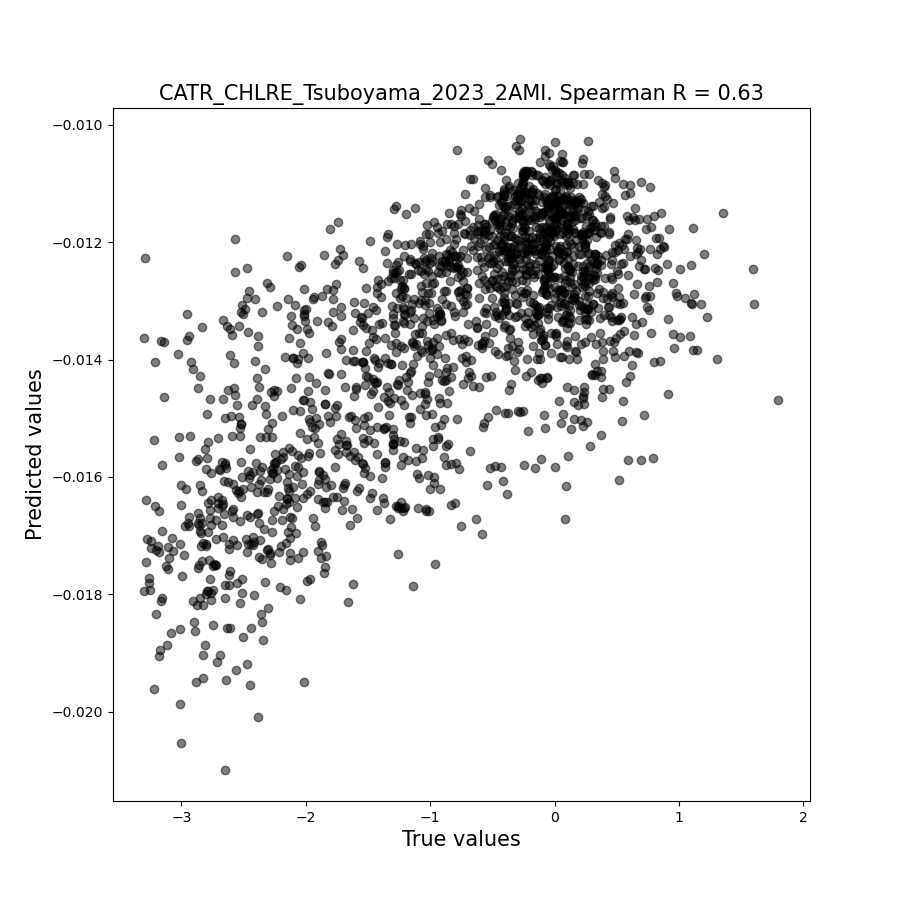 CATR_CHLRE_Tsuboyama_2023_2AMI. Spearman R = 0.63
−0.010
−0.012
−0.014
−0.016
−0.018
−0.020
Predicted values
−3 −2 −1 0 1 2
True values